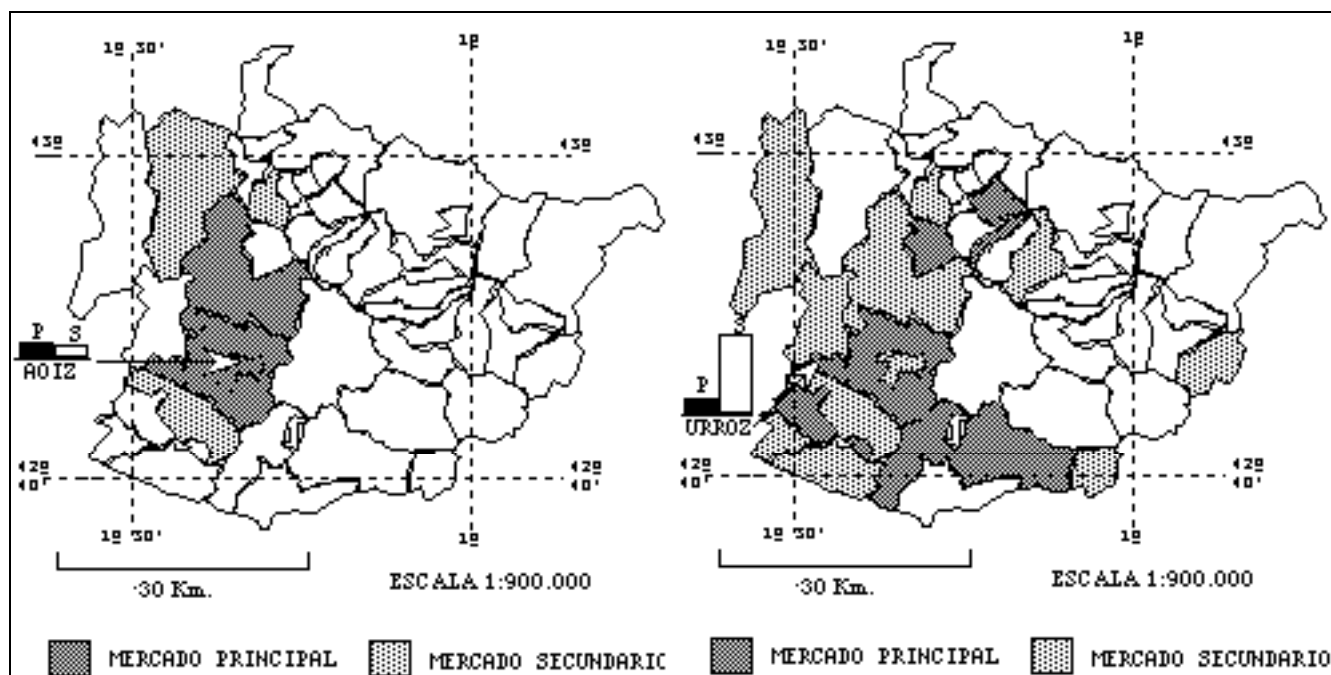 1º 30'
1º
43º
43º
P S
AOIZ
42º
40'
42º
40'
1º 30'
1º
30 Km.
ESCALA 1:900.000
MERCADO PRINCIPAL
MERCADO SECUNDARIO
1º 30'
1º
43º
43º
S
P
URROZ
42º
40'
42º
40'
1º 30'
1º
30 Km.
ESCALA 1:900.000
MERCADO PRINCIPAL
MERCADO SECUNDARIO